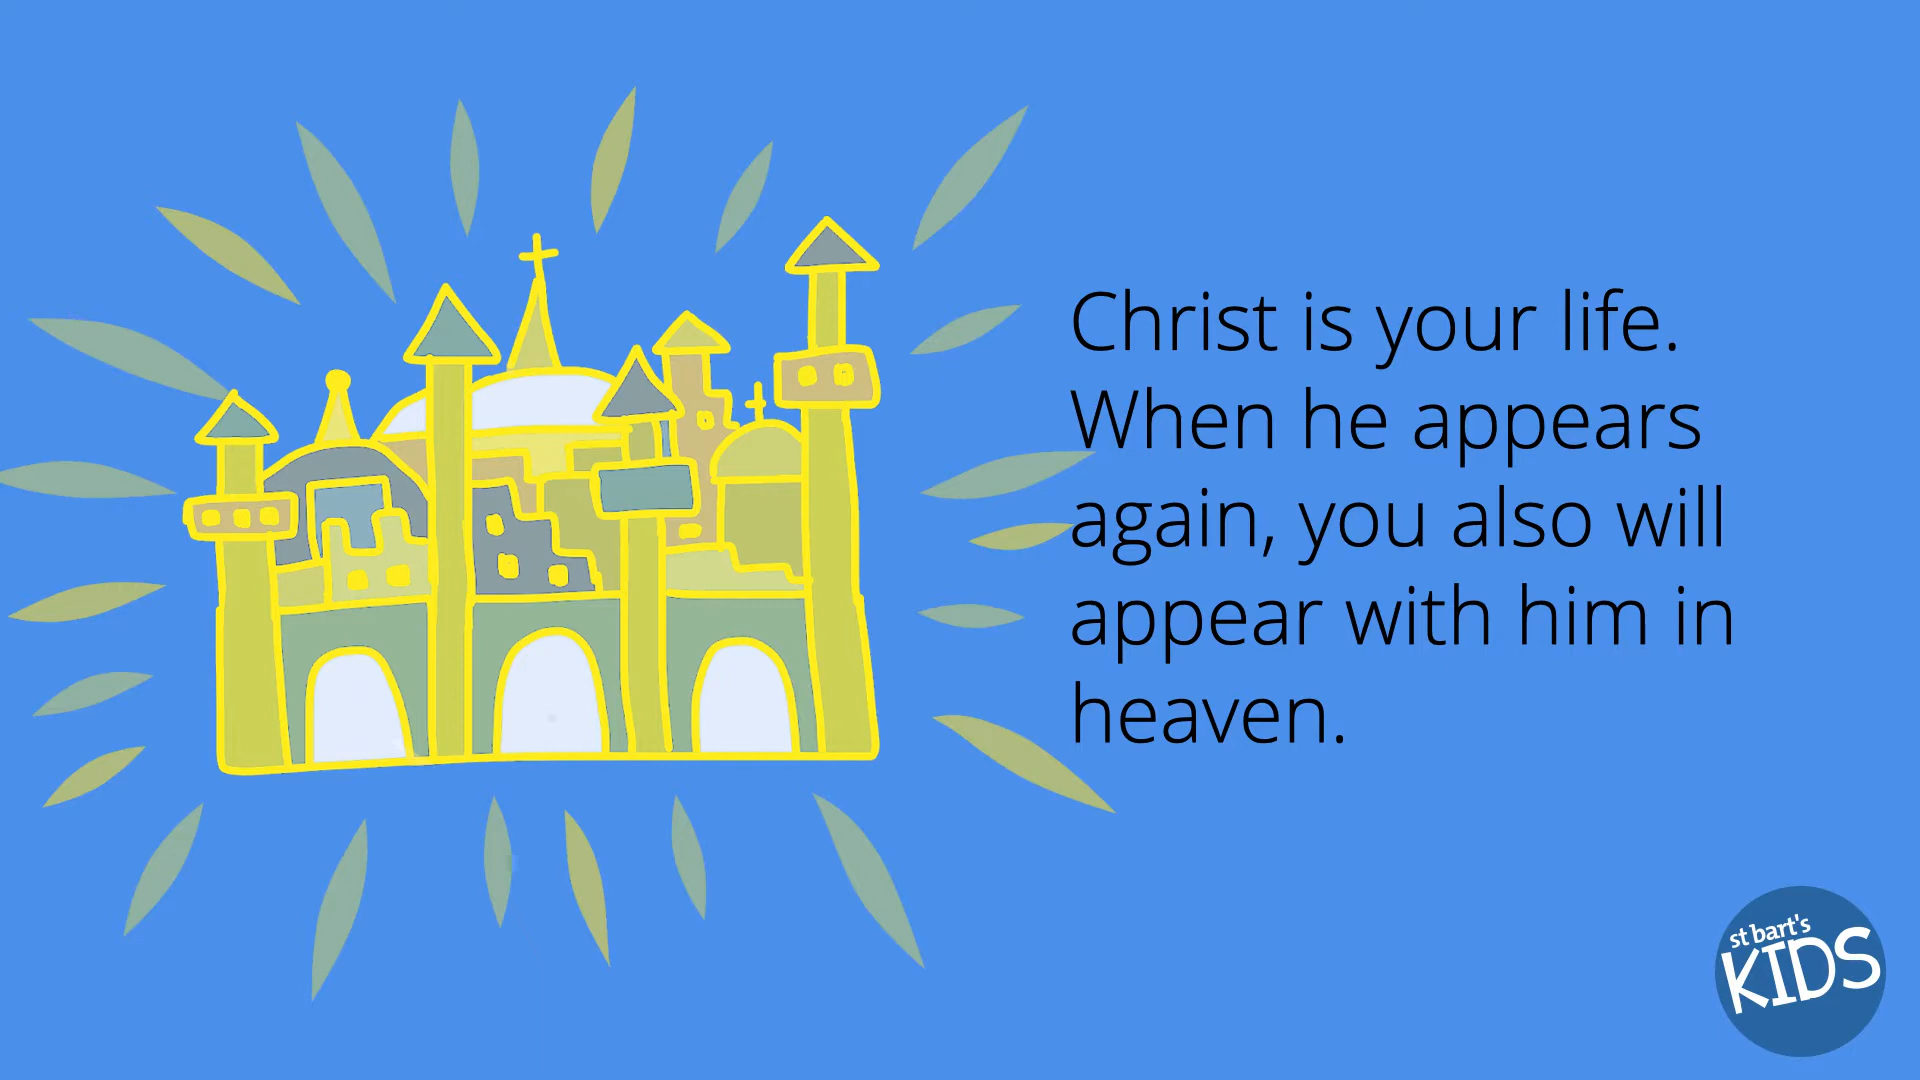 Christ is your life.
When he appears
again, you also will
appear with him in
heaven.
st bart's
KIDS